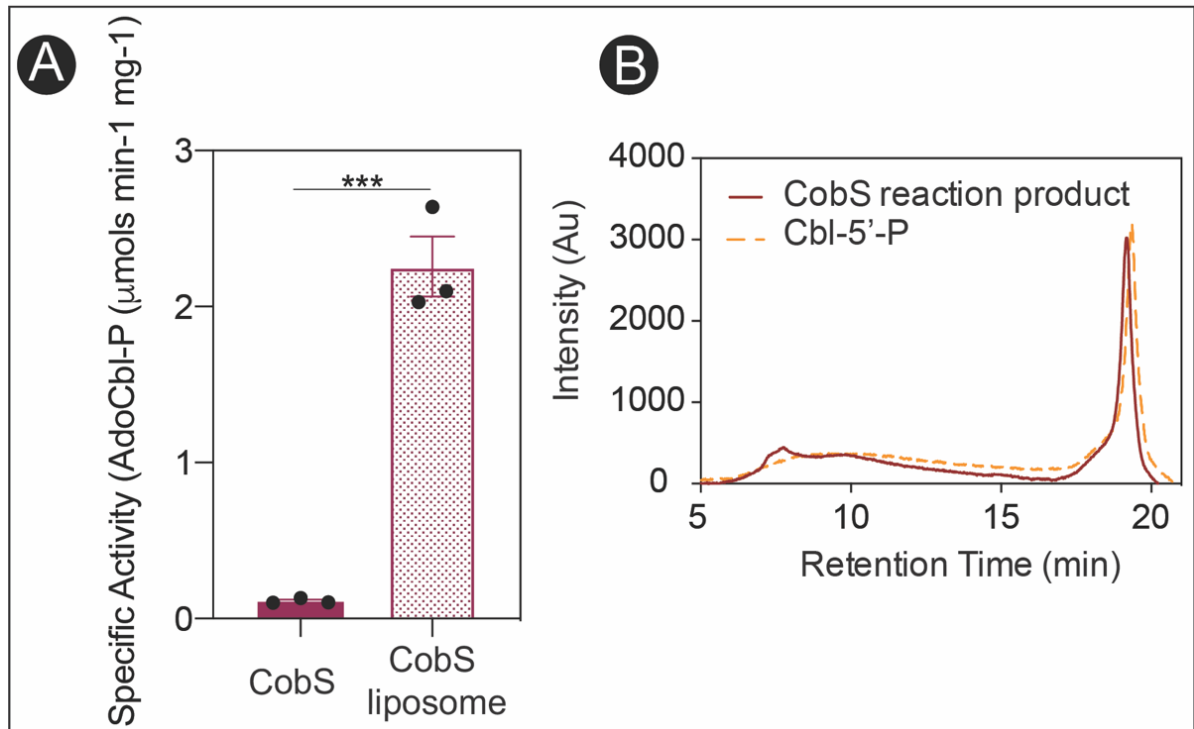 A
Specific Activity (AdoCbl-P (μmols min-1 mg-1)
3
2
1
0
***
CobS
CobS
liposome
B
Intensity (Au)
4000
3000
2000
1000
0
CobS reaction product
Cbl-5'-P
5
10
15
20
Retention Time (min)